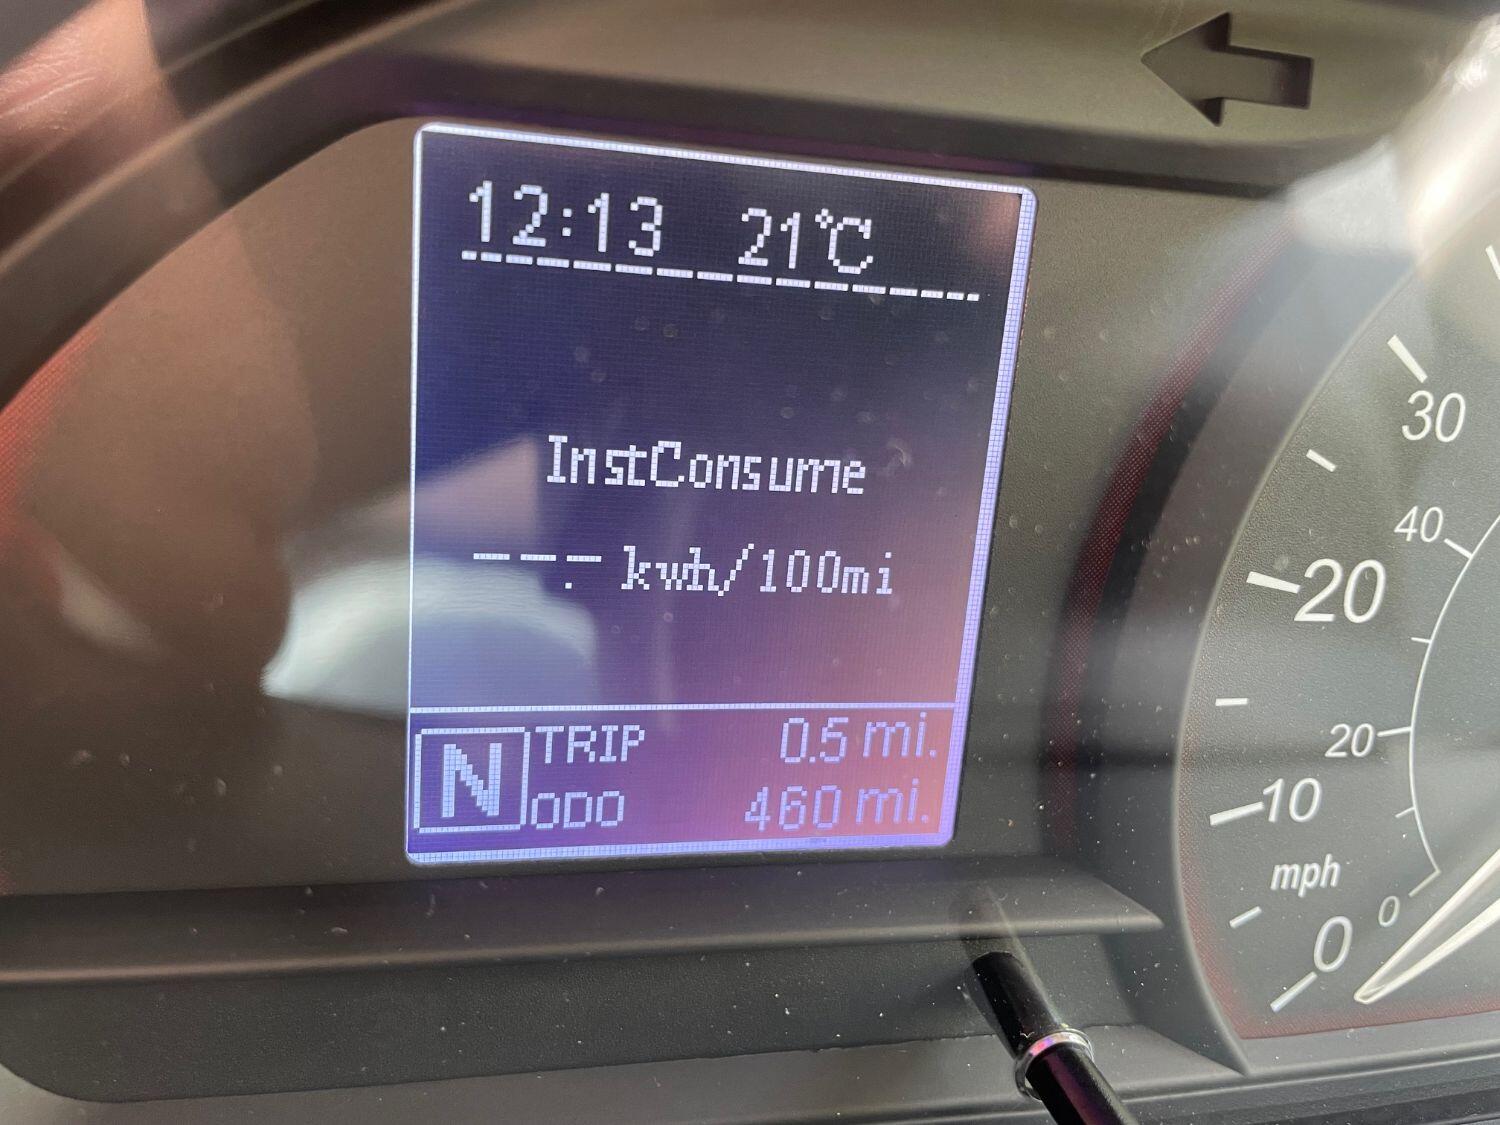 12:13 21°C
InstConsume
--.- kwh/100mi
N
TRIP 0.5 mi.
ODO 460 mi.
30
40
20
20
10
mph
0
0